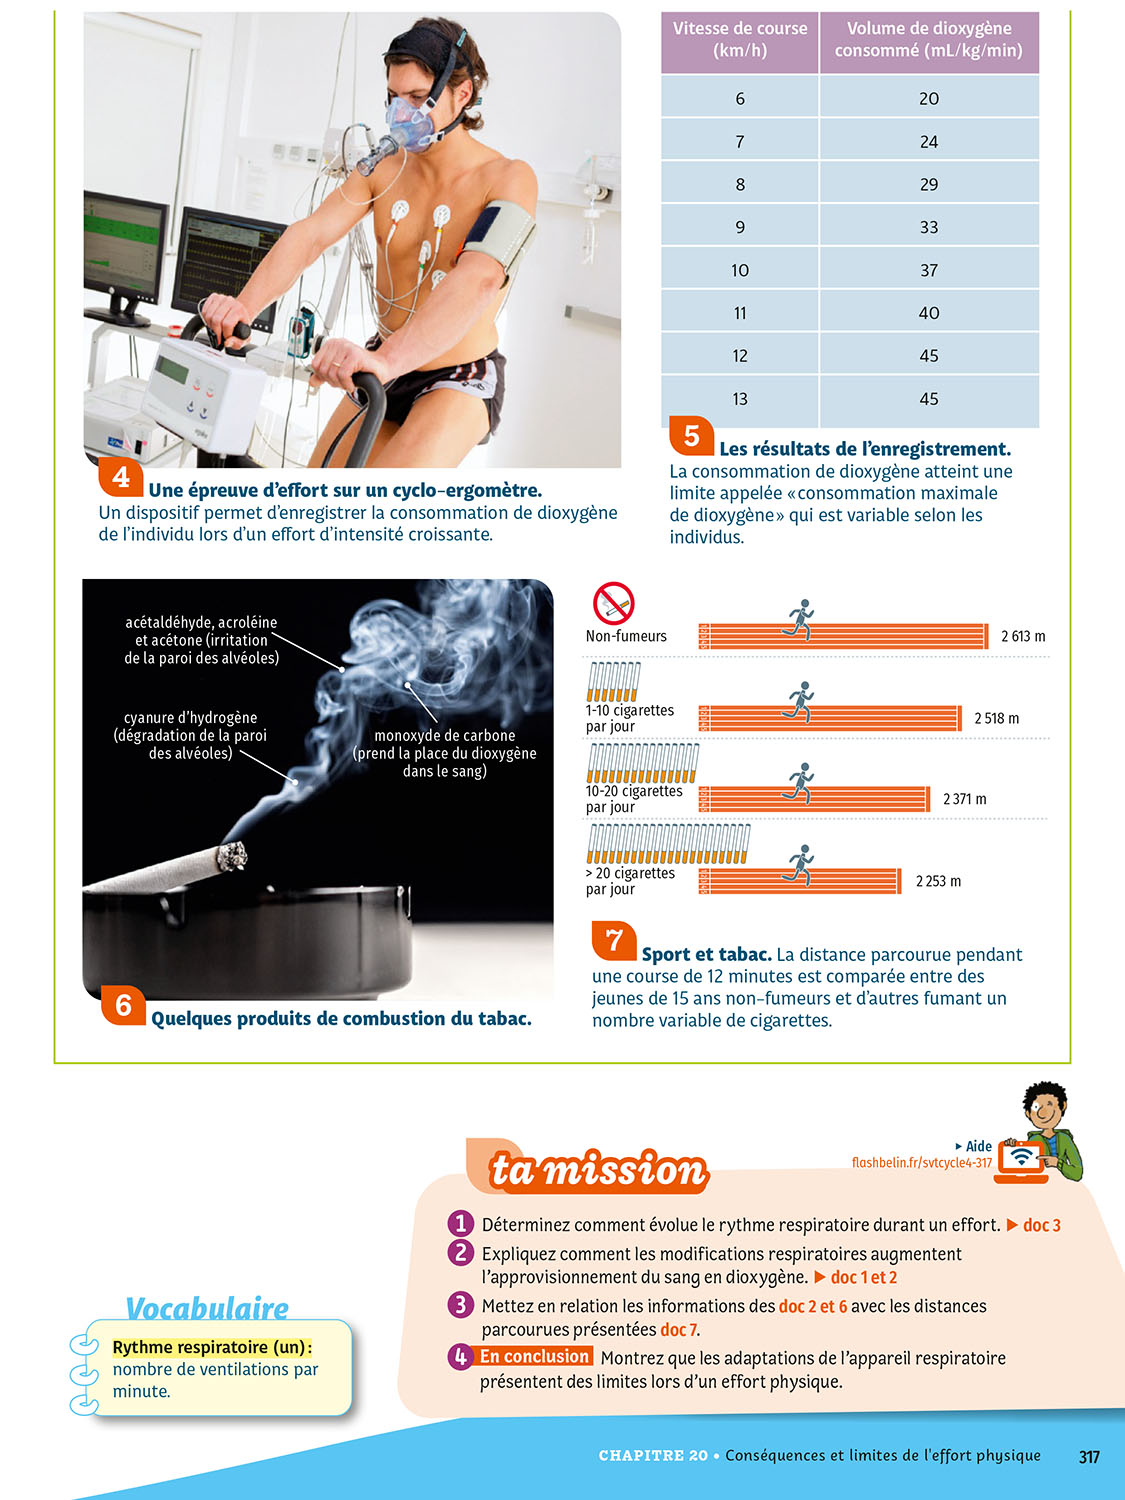 Vitesse de course
(km/h)
Volume de dioxygène
consommé (mL/kg/min)
6 20
7 24
8 29
9 33
10 37
11 40
12 45
13 45
4 Une épreuve d'effort sur un cyclo-ergomètre.
Un dispositif permet d'enregistrer la consommation de dioxygène
de l'individu lors d'un effort d'intensité croissante.
5 Les résultats de l'enregistrement.
La consommation de dioxygène atteint une
limite appelée «consommation maximale
de dioxygène» qui est variable selon les
individus.
acétaldéhyde, acroléine
et acétone (irritation
de la paroi des alvéoles)
cyanure d'hydrogène
(dégradation de la paroi
des alvéoles)
monoxyde de carbone
(prend la place du dioxygène
dans le sang)
6 Quelques produits de combustion du tabac.
Non-fumeurs
2 613 m
1-10 cigarettes
par jour
2 518 m
10-20 cigarettes
par jour
2 371 m
> 20 cigarettes
par jour
2 253 m
7 Sport et tabac. La distance parcourue pendant
une course de 12 minutes est comparée entre des
jeunes de 15 ans non-fumeurs et d'autres fumant un
nombre variable de cigarettes.
ta mission
▸ Aide
flashbelin.fr/svtcycle4-317
1 Déterminez comment évolue le rythme respiratoire durant un effort. ▶ doc 3
2 Expliquez comment les modifications respiratoires augmentent
l'approvisionnement du sang en dioxygène. ▶ doc 1 et 2
3 Mettez en relation les informations des doc 2 et 6 avec les distances
parcourues présentées doc 7.
4 En conclusion Montrez que les adaptations de l'appareil respiratoire
présentent des limites lors d'un effort physique.
Vocabulaire
Rythme respiratoire (un) :
nombre de ventilations par
minute.
CHAPITRE 20 • Conséquences et limites de l'effort physique 317